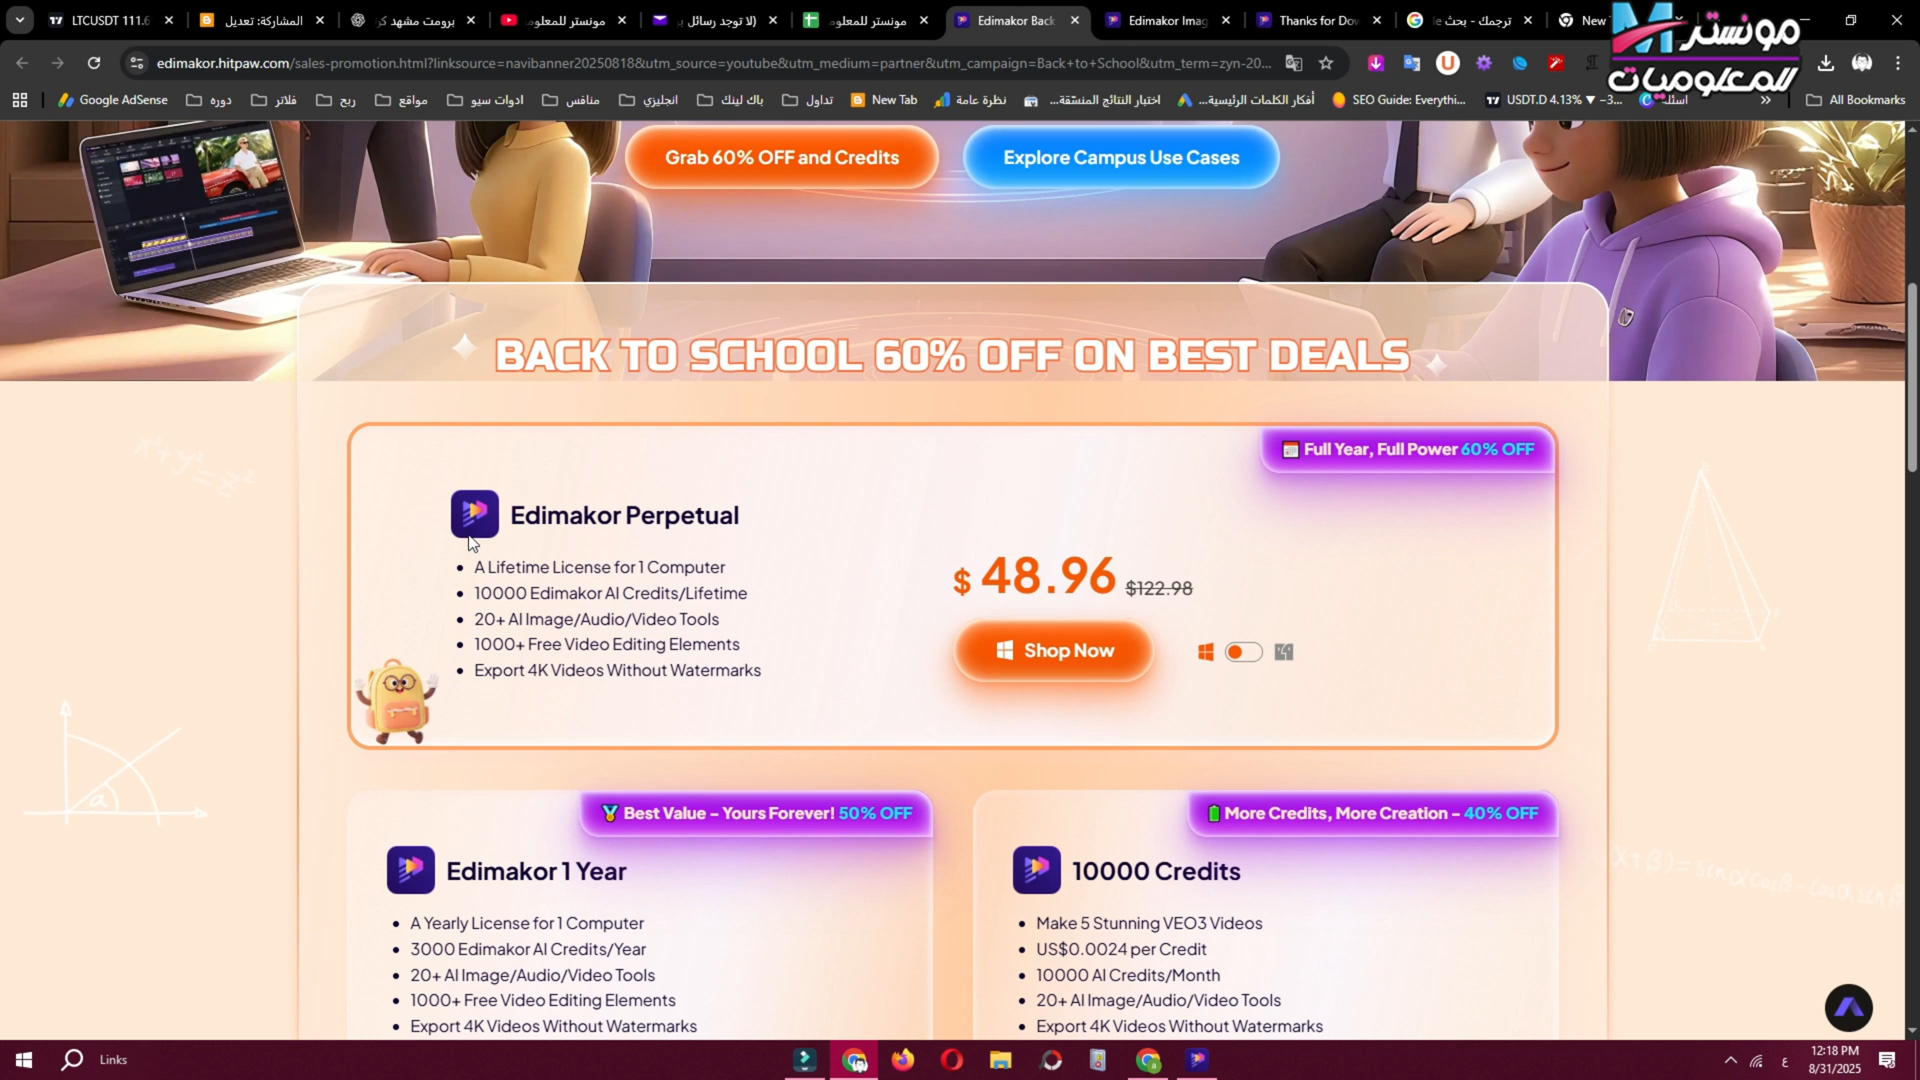 LTCUSDT 111.6
المشاركة: تعديل
برومت مشهد كر
مونستر للمعلو
(لا توجد رسائل
مونستر للمعلو
Edimakor Back
Edimakor Imag
Thanks for Dow
ترجمك - بحث
New
مونستر للمعلوميات
edimakor.hitpaw.com/sales-promotion.html?linksource=navibanner20250818&utm_source=youtube&utm_medium=partner&utm_campaign=Back+to+School&utm_term=zyn-20...
Google AdSense
دوره
فلاتر
ربح
مواقع
ادوات سيو
منافس
انجليزي
باك لينك
تداول
New Tab
نظرة عامة
اختبار النتائج المنسّقة...
أفكار الكلمات الرئيسية...
SEO Guide: Everythi...
USDT.D 4.13% ▼ −3...
اسئلة
All Bookmarks
Grab 60% OFF and Credits
Explore Campus Use Cases
BACK TO SCHOOL 60% OFF ON BEST DEALS
Full Year, Full Power 60% OFF
Edimakor Perpetual
• A Lifetime License for 1 Computer
• 10000 Edimakor AI Credits/Lifetime
• 20+ AI Image/Audio/Video Tools
• 1000+ Free Video Editing Elements
• Export 4K Videos Without Watermarks
$ 48.96 $122.98
Shop Now
Best Value – Yours Forever! 50% OFF
Edimakor 1 Year
• A Yearly License for 1 Computer
• 3000 Edimakor AI Credits/Year
• 20+ AI Image/Audio/Video Tools
• 1000+ Free Video Editing Elements
• Export 4K Videos Without Watermarks
More Credits, More Creation – 40% OFF
10000 Credits
• Make 5 Stunning VEO3 Videos
• US$0.0024 per Credit
• 10000 AI Credits/Month
• 20+ AI Image/Audio/Video Tools
• Export 4K Videos Without Watermarks
Links
ع
12:18 PM
8/31/2025